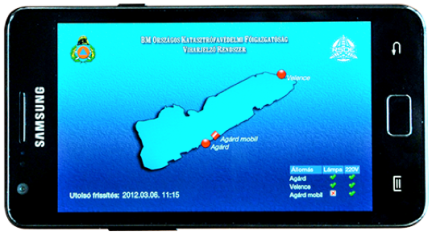 BM ORSZÁGOS KATASZTRÓFAVÉDELMI FŐIGAZGATÓSÁG
VIHARJELZŐ RENDSZER
Velence
Agárd mobil
Agárd
SAMSUNG
Állomás Lámpa 220V
Agárd
Velence
Agárd mobil
Utolsó frissítés: 2012.03.06. 11:15